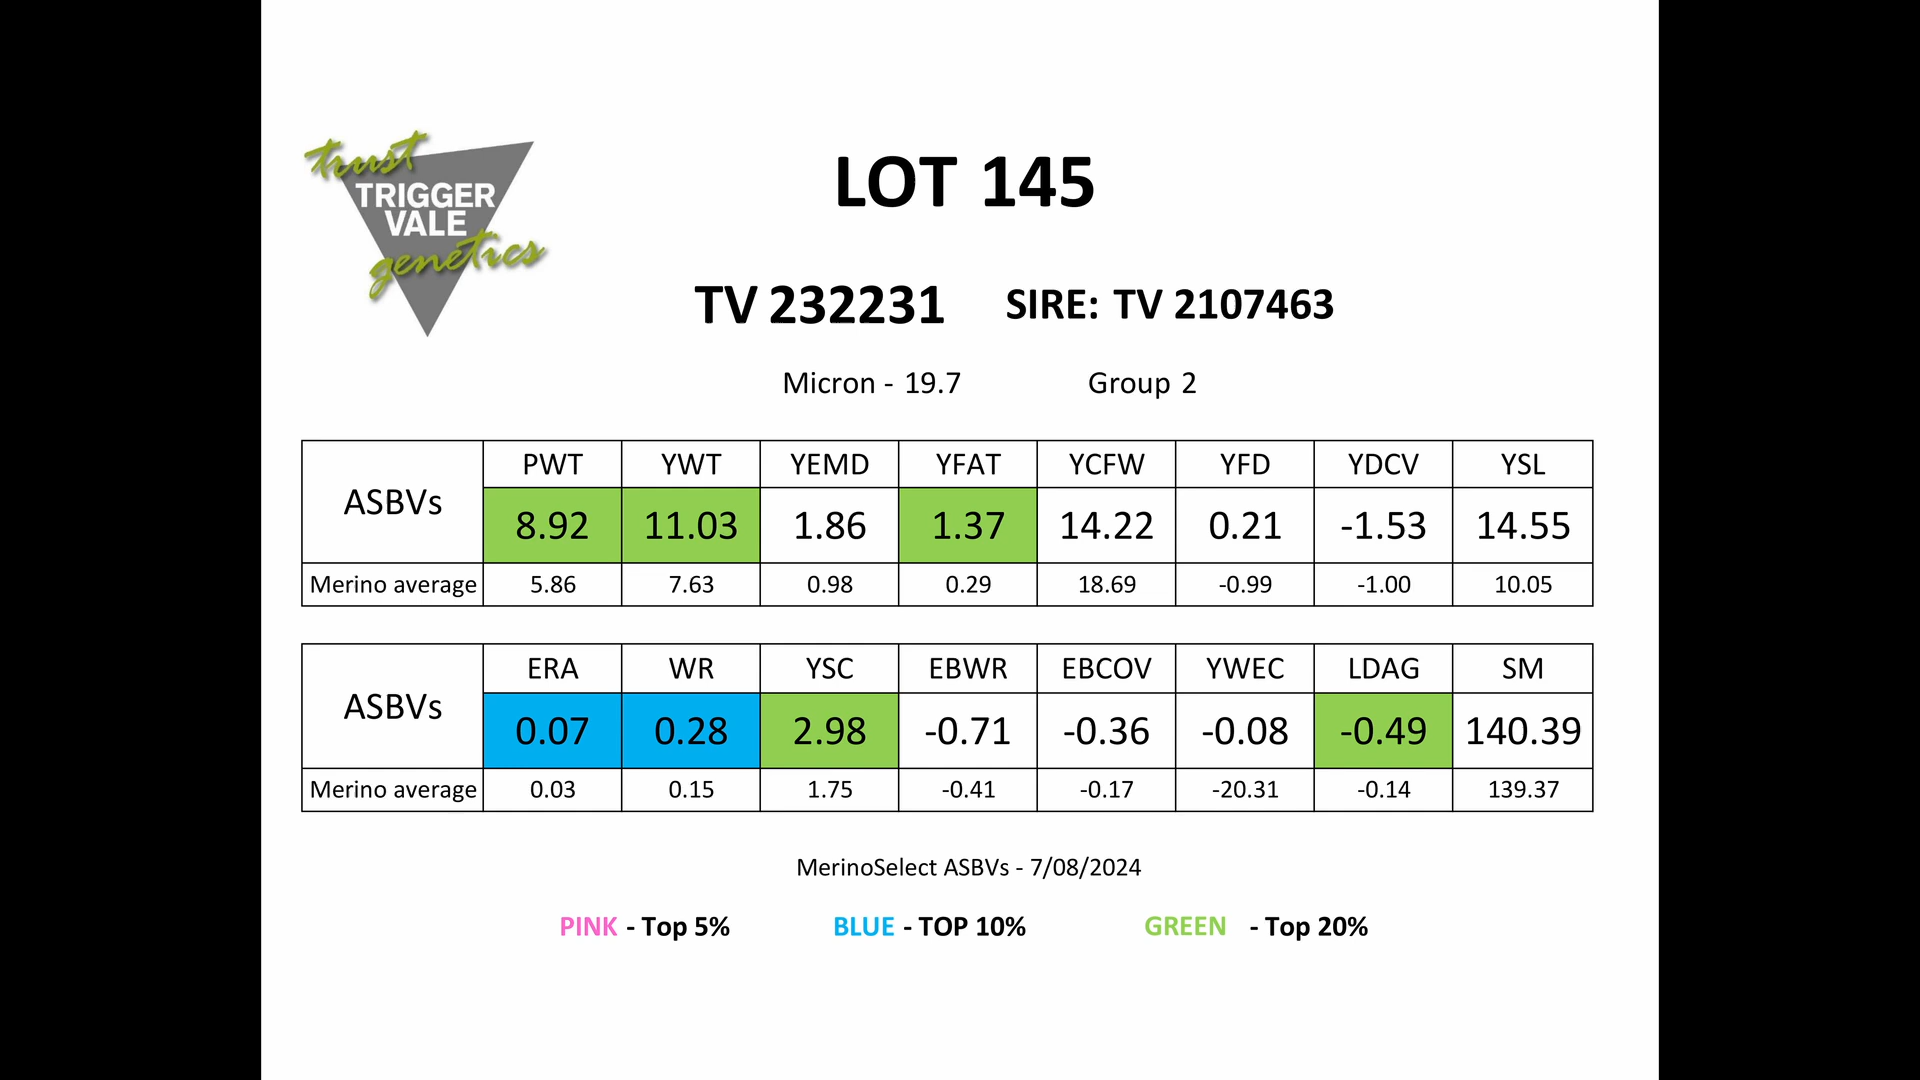 trust
TRIGGER
VALE
genetics
LOT 145
TV 232231 SIRE: TV 2107463
Micron - 19.7 Group 2
ASBVs PWT YWT YEMD YFAT YCFW YFD YDCV YSL
8.92 11.03 1.86 1.37 14.22 0.21 -1.53 14.55
Merino average 5.86 7.63 0.98 0.29 18.69 -0.99 -1.00 10.05
ASBVs ERA WR YSC EBWR EBCOV YWEC LDAG SM
0.07 0.28 2.98 -0.71 -0.36 -0.08 -0.49 140.39
Merino average 0.03 0.15 1.75 -0.41 -0.17 -20.31 -0.14 139.37
MerinoSelect ASBVs - 7/08/2024
PINK - Top 5% BLUE - TOP 10% GREEN - Top 20%